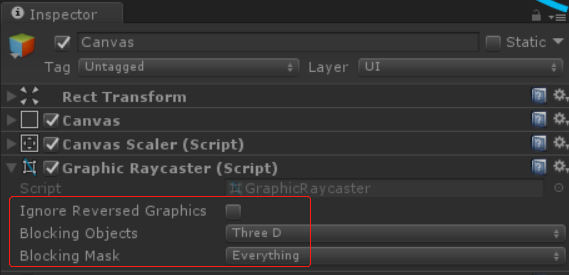 Inspector
Canvas Static
Tag Untagged Layer UI
Rect Transform
Canvas
Canvas Scaler (Script)
Graphic Raycaster (Script)
Script GraphicRaycaster
Ignore Reversed Graphics
Blocking Objects Three D
Blocking Mask Everything